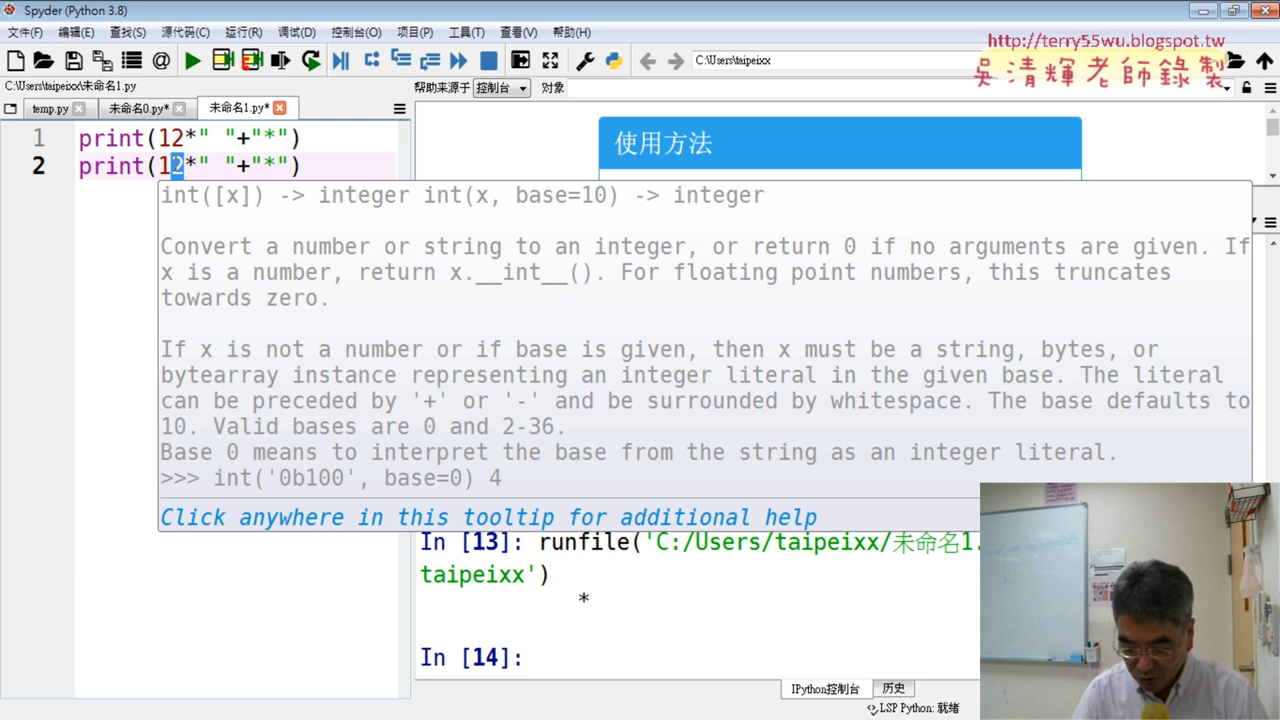 Spyder (Python 3.8)
文件(F) 编辑(E) 查找(S) 源代码(C) 运行(R) 调试(D) 控制台(O) 项目(P) 工具(T) 查看(V) 帮助(H)
http://terry55wu.blogspot.tw
吳清輝老師錄製
C:\Users\taipeixx
C:\Users\taipeixx\未命名1.py
帮助来源于 控制台 对象
temp.py 未命名0.py* 未命名1.py*
1 print(12*" "+"*")
2 print(12*" "+"*")
使用方法
int([x]) -> integer int(x, base=10) -> integer
Convert a number or string to an integer, or return 0 if no arguments are given. If
x is a number, return x.__int__(). For floating point numbers, this truncates
towards zero.
If x is not a number or if base is given, then x must be a string, bytes, or
bytearray instance representing an integer literal in the given base. The literal
can be preceded by '+' or '-' and be surrounded by whitespace. The base defaults to
10. Valid bases are 0 and 2-36.
Base 0 means to interpret the base from the string as an integer literal.
>>> int('0b100', base=0) 4
Click anywhere in this tooltip for additional help
In [13]: runfile('C:/Users/taipeixx/未命名1.
taipeixx')
*
In [14]:
IPython控制台 历史
LSP Python: 就绪